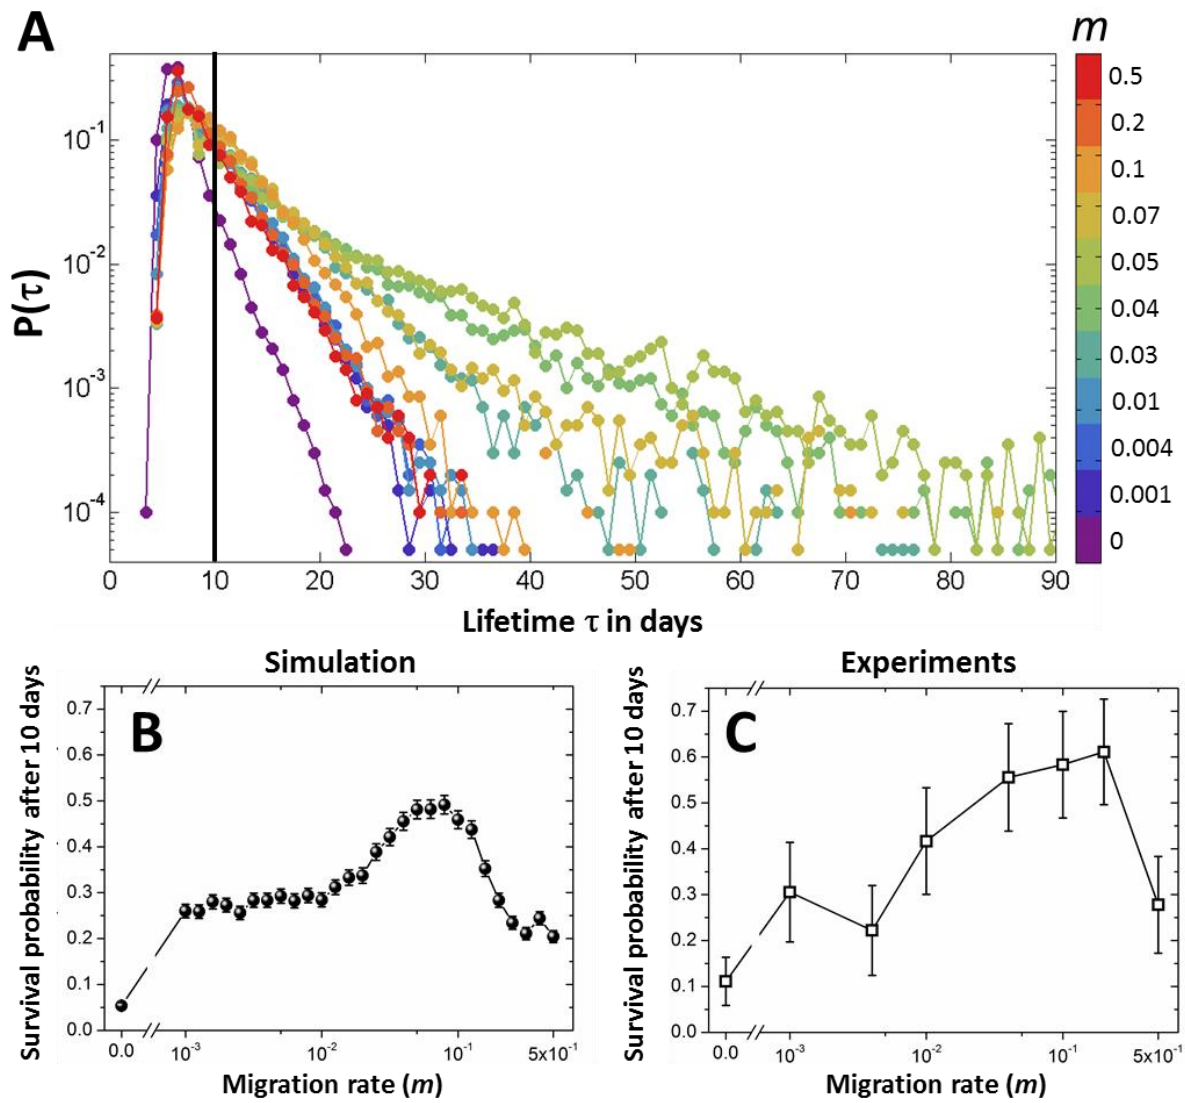 A
m
10⁻¹
10⁻²
10⁻³
10⁻⁴
P(τ)
0 10 20 30 40 50 60 70 80 90
Lifetime τ in days
0.5
0.2
0.1
0.07
0.05
0.04
0.03
0.01
0.004
0.001
0
Simulation
B
Survival probability after 10 days
0.7
0.6
0.5
0.4
0.3
0.2
0.1
0.0
0.0 10⁻³ 10⁻² 10⁻¹ 5x10⁻¹
Migration rate (m)
Experiments
C
Survival probability after 10 days
0.7
0.6
0.5
0.4
0.3
0.2
0.1
0.0
0.0 10⁻³ 10⁻² 10⁻¹ 5x10⁻¹
Migration rate (m)